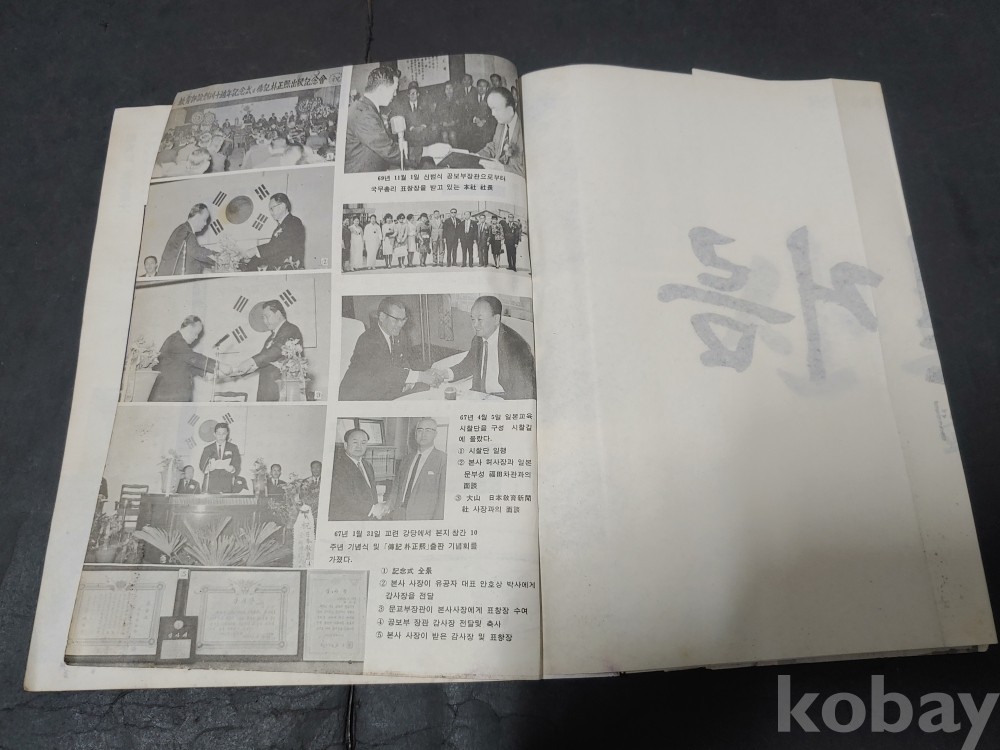 69년 11월 1일 신범식 공보부장관으로부터
국무총리 표창장을 받고 있는 本社 社長
67년 4월 5일 일본교육
시찰단을 구성 시찰길
에 올랐다.
① 시찰단 일행
② 본사 許사장과 일본
문부성 福田차관과의
面談
③ 大山 日本敎育新聞
社 사장과의 面談
67년 1월 31일 교련 강당에서 본지 창간 10
주년 기념식 및 「傳記 朴正熙」출판 기념회를
가졌다.
① 記念式 全景
② 본사 사장이 유공자 대표 안호상 박사에게
감사장을 전달
③ 문교부장관이 본사사장에게 표창장 수여
④ 공보부 장관 감사장 전달및 축사
⑤ 본사 사장이 받은 감사장 및 표창장
kobay